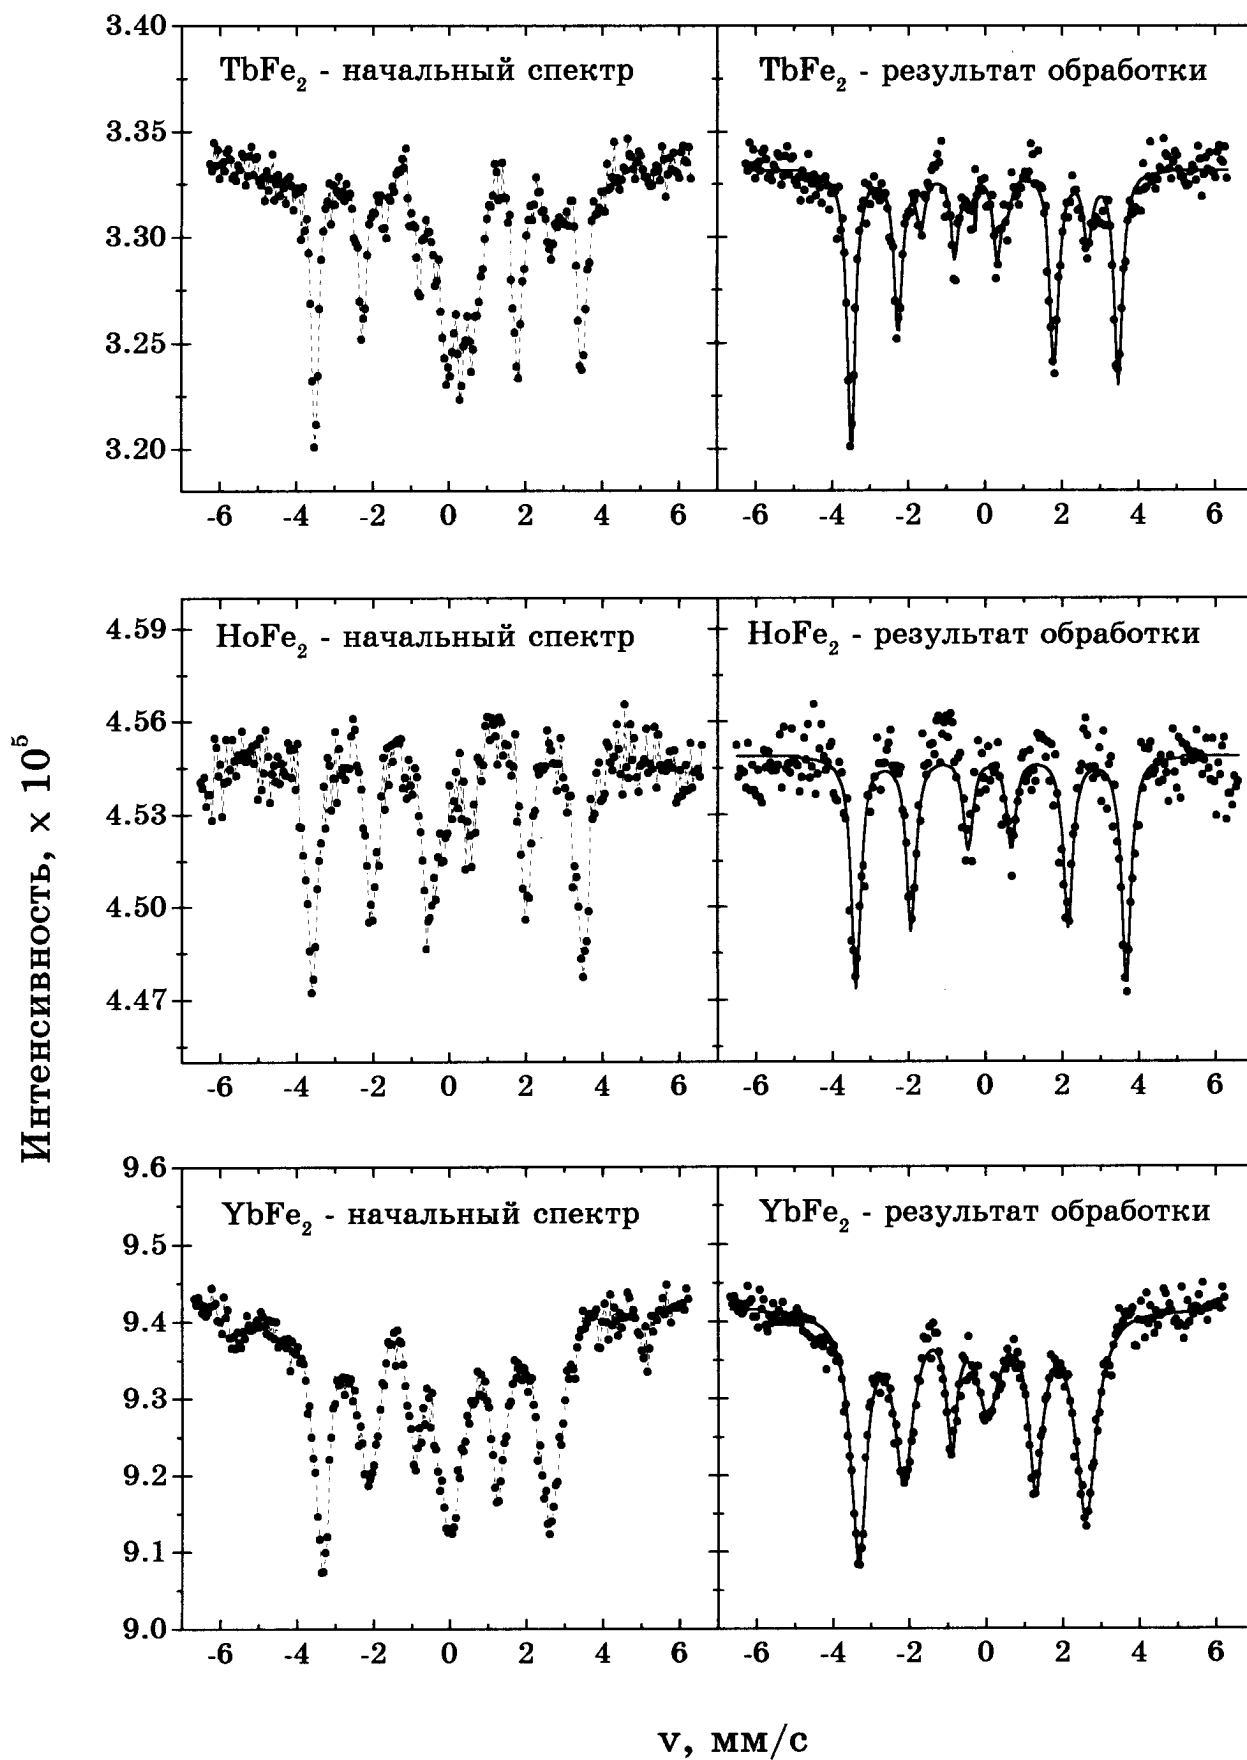 3.40
TbFe2 - начальный спектр
TbFe2 - результат обработки
3.35
3.30
3.25
3.20
-6 -4 -2 0 2 4 6
-6 -4 -2 0 2 4 6
4.59
HoFe2 - начальный спектр
HoFe2 - результат обработки
4.56
4.53
4.50
4.47
-6 -4 -2 0 2 4 6
-6 -4 -2 0 2 4 6
Интенсивность, x 10^5
9.6
YbFe2 - начальный спектр
YbFe2 - результат обработки
9.5
9.4
9.3
9.2
9.1
9.0
-6 -4 -2 0 2 4 6
-6 -4 -2 0 2 4 6
v, мм/с